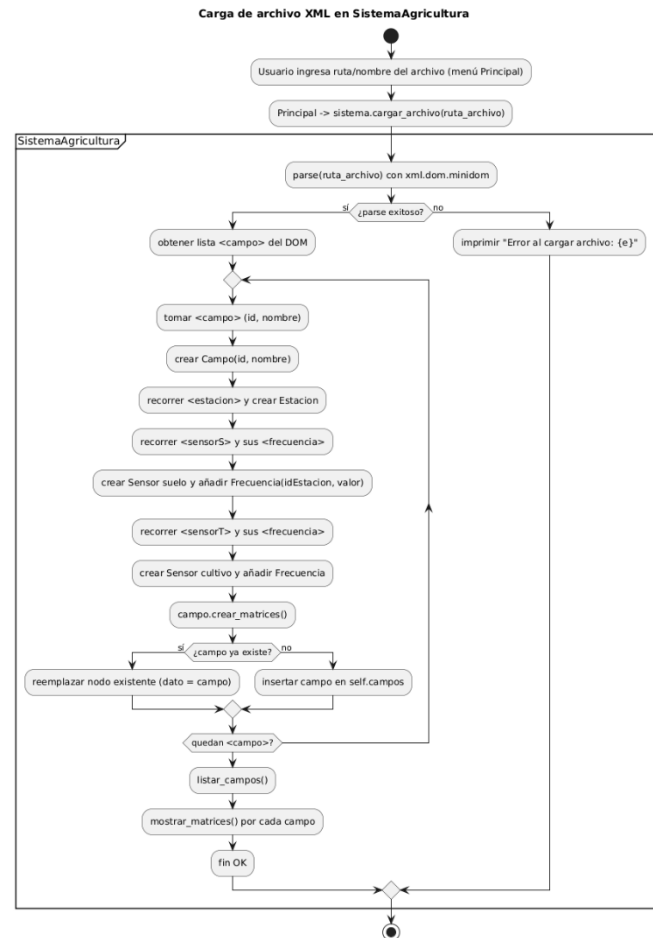 Carga de archivo XML en SistemaAgricultura
Usuario ingresa ruta/nombre del archivo (menú Principal)
Principal -> sistema.cargar_archivo(ruta_archivo)
SistemaAgricultura
parse(ruta_archivo) con xml.dom.minidom
sí
¿parse exitoso?
no
obtener lista <campo> del DOM
imprimir "Error al cargar archivo: {e}"
tomar <campo> (id, nombre)
crear Campo(id, nombre)
recorrer <estacion> y crear Estacion
recorrer <sensorS> y sus <frecuencia>
crear Sensor suelo y añadir Frecuencia(idEstacion, valor)
recorrer <sensorT> y sus <frecuencia>
crear Sensor cultivo y añadir Frecuencia
campo.crear_matrices()
sí
¿campo ya existe?
no
reemplazar nodo existente (dato = campo)
insertar campo en self.campos
quedan <campo>?
listar_campos()
mostrar_matrices() por cada campo
fin OK